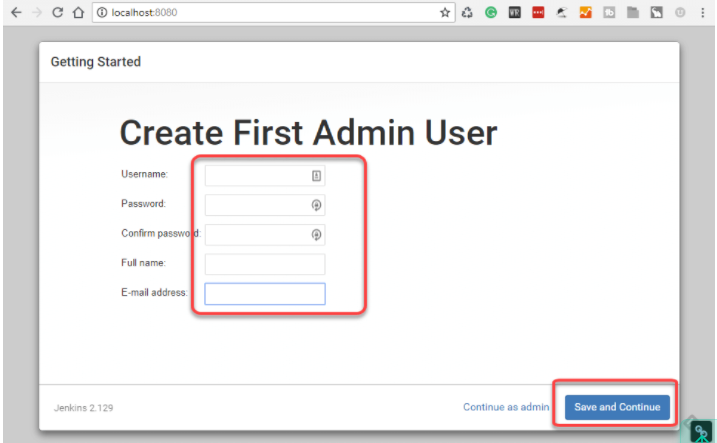 localhost:8080
Getting Started
Create First Admin User
Username:
Password:
Confirm password:
Full name:
E-mail address:
Jenkins 2.129
Continue as admin
Save and Continue